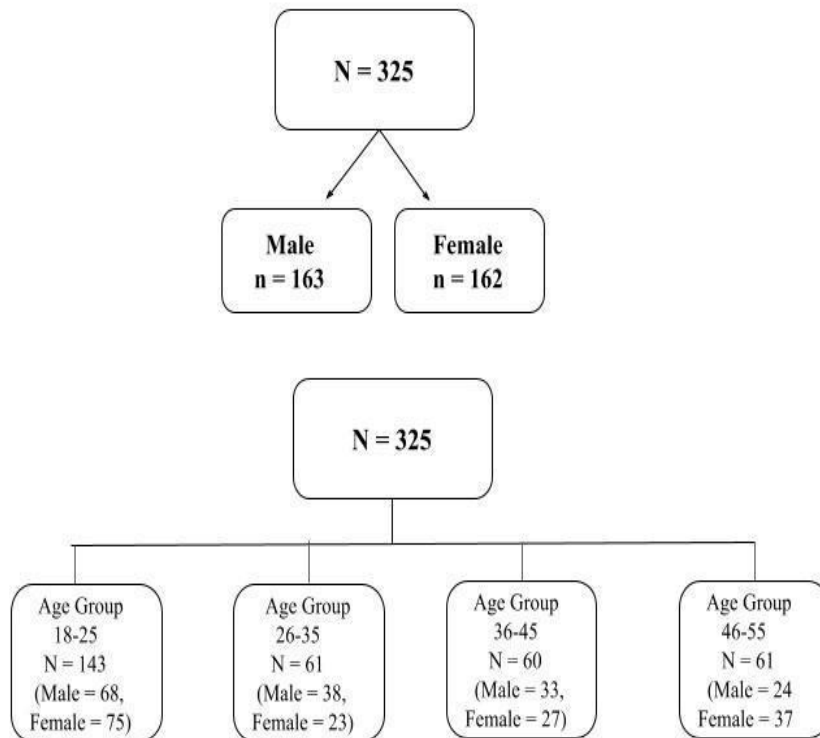 N = 325
Male
n = 163
Female
n = 162
N = 325
Age Group
18-25
N = 143
(Male = 68,
Female = 75)
Age Group
26-35
N = 61
(Male = 38,
Female = 23)
Age Group
36-45
N = 60
(Male = 33,
Female = 27)
Age Group
46-55
N = 61
(Male = 24
Female = 37